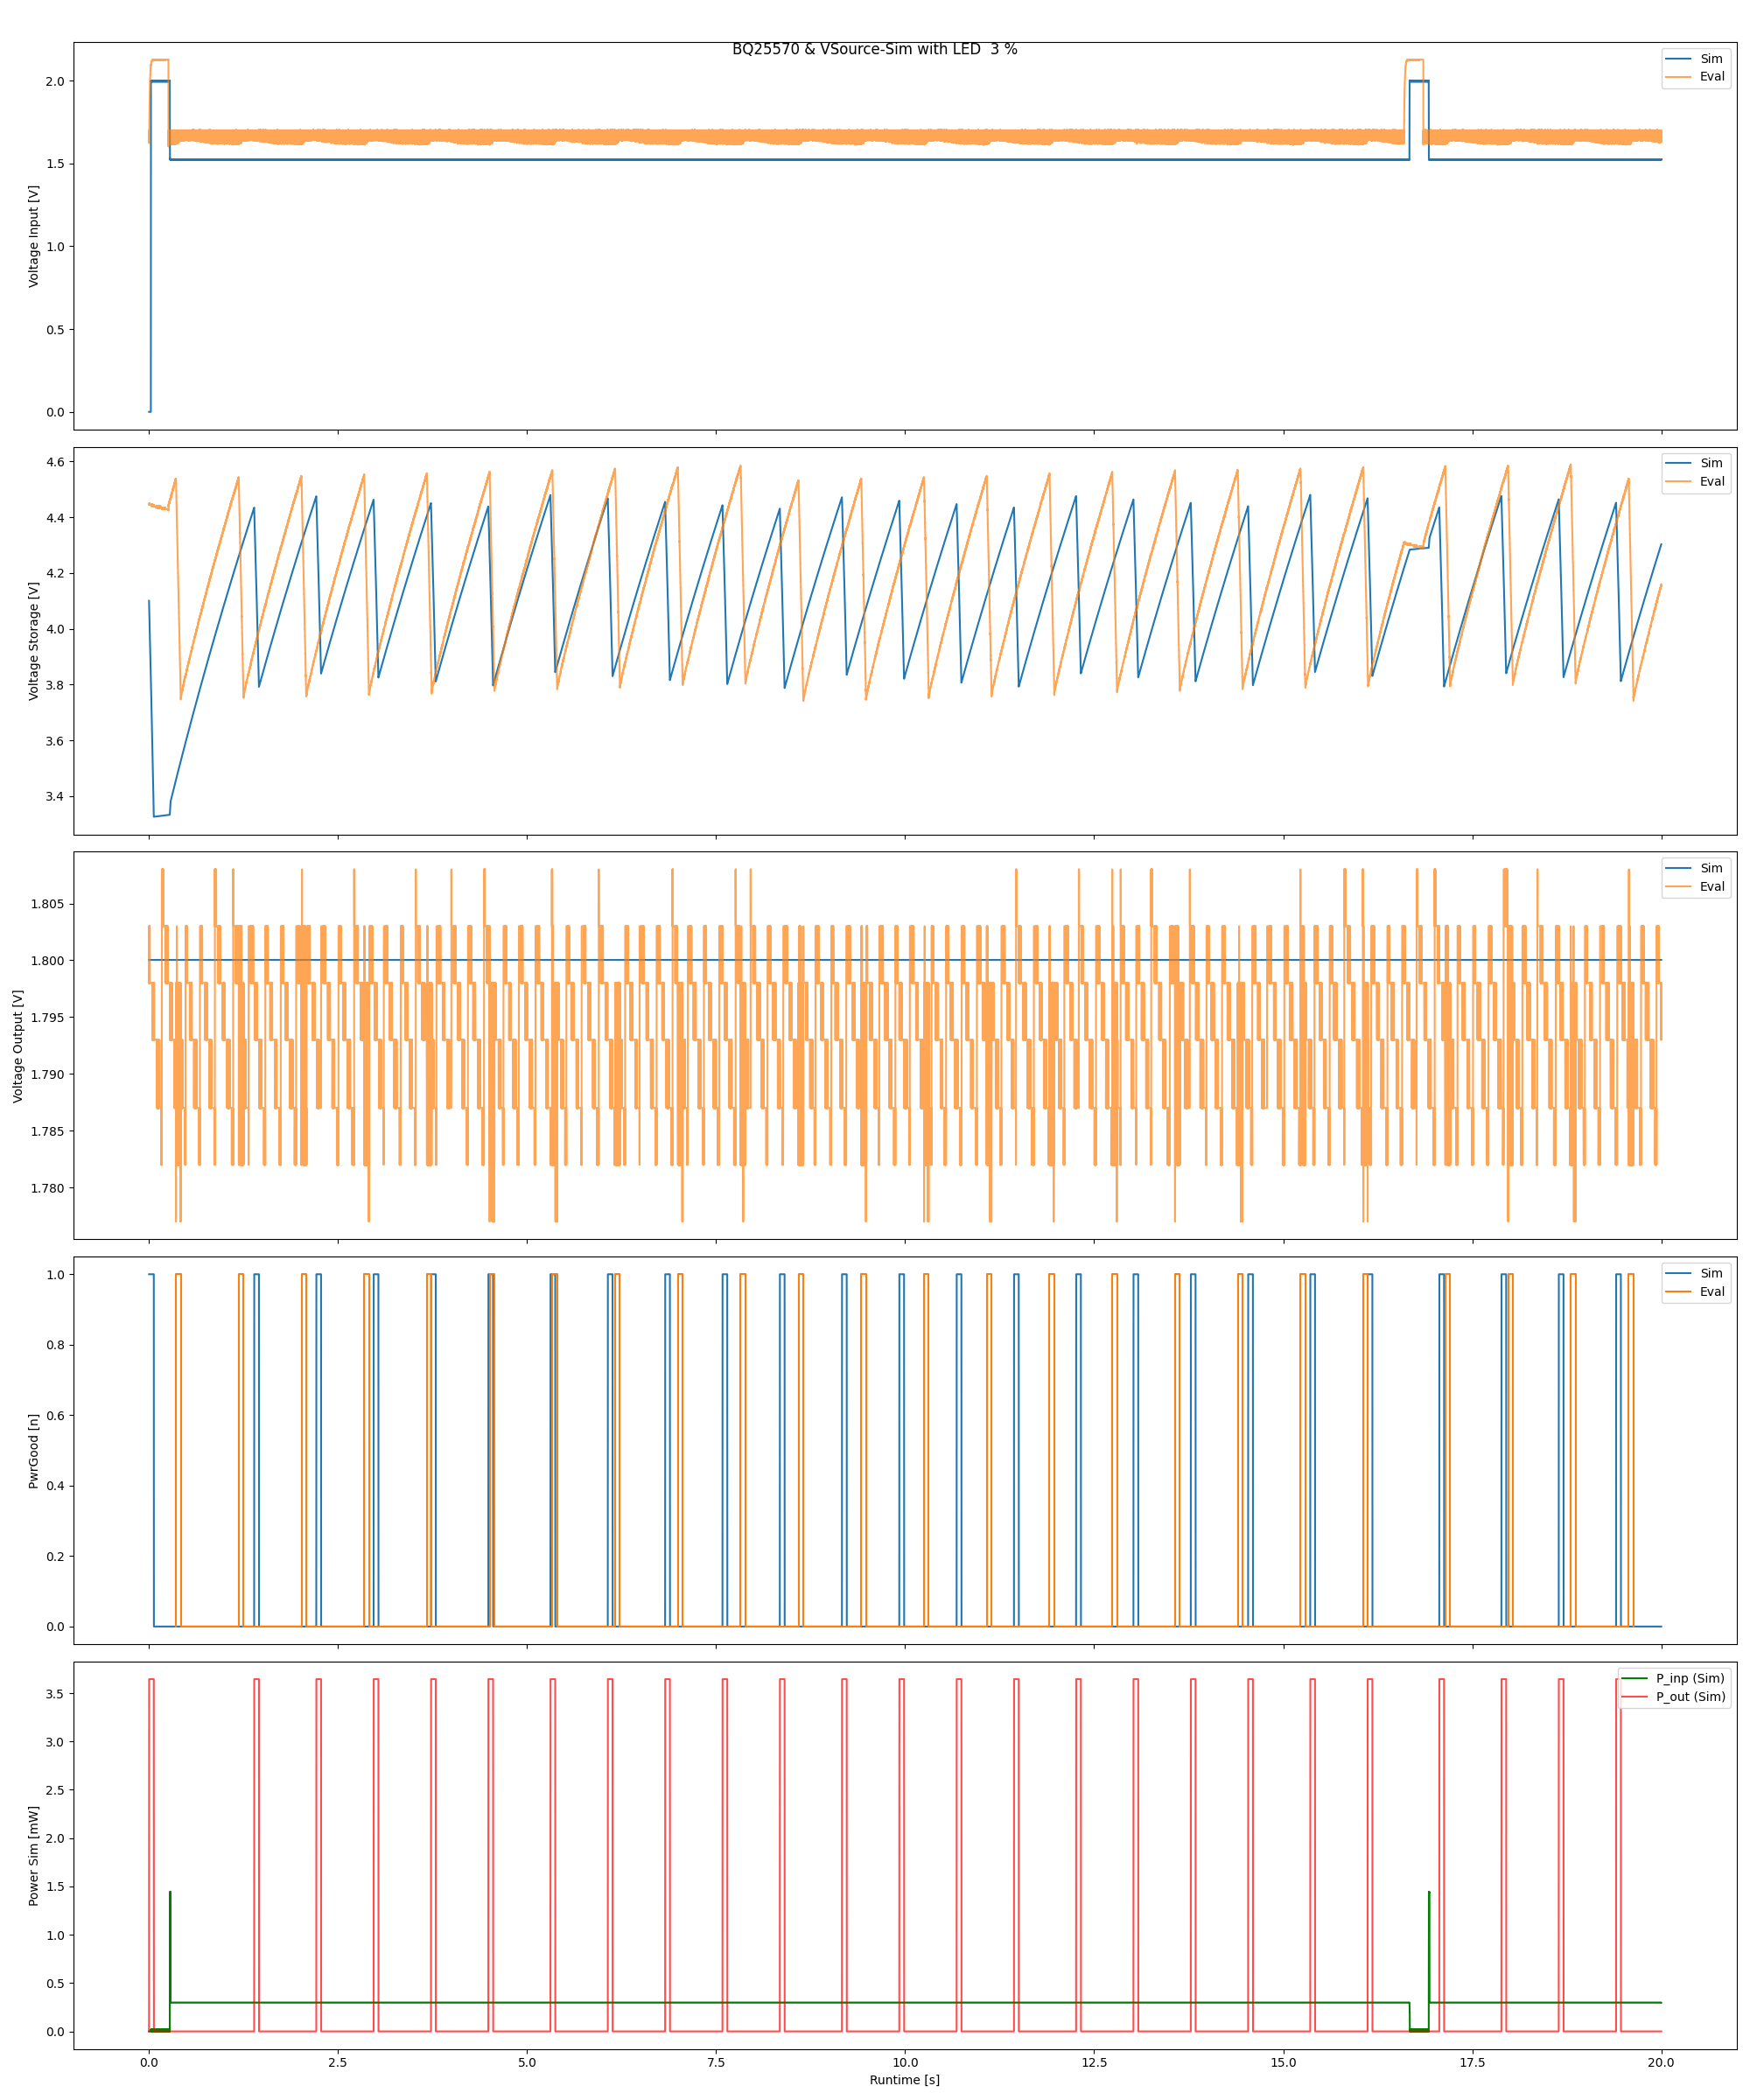 BQ25570 & VSource-Sim with LED  3 %
Voltage Input [V]
2.0
1.5
1.0
0.5
0.0
Sim
Eval
Voltage Storage [V]
4.6
4.4
4.2
4.0
3.8
3.6
3.4
Sim
Eval
Voltage Output [V]
1.805
1.800
1.795
1.790
1.785
1.780
Sim
Eval
PwrGood [n]
1.0
0.8
0.6
0.4
0.2
0.0
Sim
Eval
Power Sim [mW]
3.5
3.0
2.5
2.0
1.5
1.0
0.5
0.0
P_inp (Sim)
P_out (Sim)
0.0 2.5 5.0 7.5 10.0 12.5 15.0 17.5 20.0
Runtime [s]